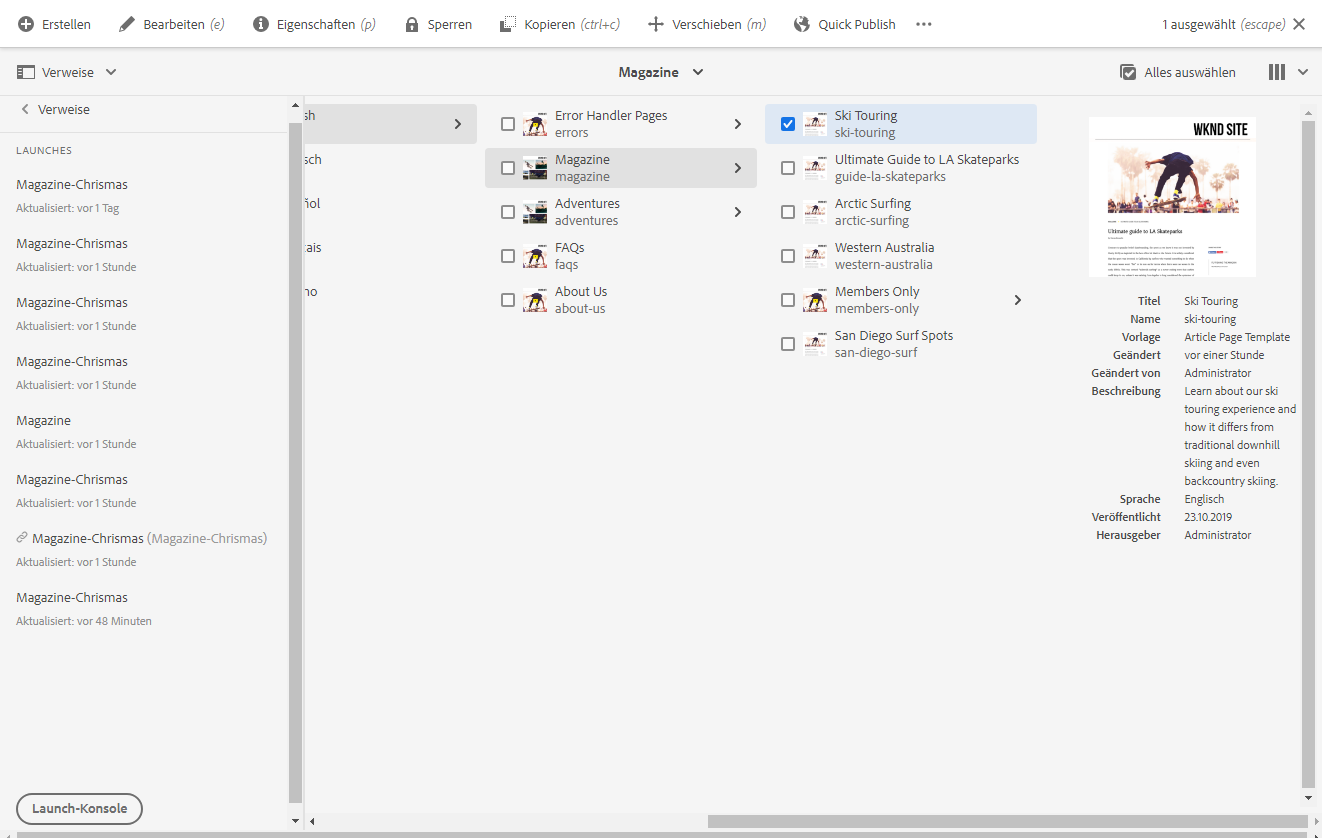 Erstellen Bearbeiten (e) Eigenschaften (p) Sperren Kopieren (ctrl+c) Verschieben (m) Quick Publish 1 ausgewählt (escape)
Verweise Magazine Alles auswählen
Verweise
LAUNCHES
Magazine-Chrismas
Aktualisiert: vor 1 Tag
Magazine-Chrismas
Aktualisiert: vor 1 Stunde
Magazine-Chrismas
Aktualisiert: vor 1 Stunde
Magazine-Chrismas
Aktualisiert: vor 1 Stunde
Magazine
Aktualisiert: vor 1 Stunde
Magazine-Chrismas
Aktualisiert: vor 1 Stunde
Magazine-Chrismas (Magazine-Chrismas)
Aktualisiert: vor 1 Stunde
Magazine-Chrismas
Aktualisiert: vor 48 Minuten
Launch-Konsole
sh
sch
ñol
çais
no
Error Handler Pages
errors
Magazine
magazine
Adventures
adventures
FAQs
faqs
About Us
about-us
Ski Touring
ski-touring
Ultimate Guide to LA Skateparks
guide-la-skateparks
Arctic Surfing
arctic-surfing
Western Australia
western-australia
Members Only
members-only
San Diego Surf Spots
san-diego-surf
WKND SITE
Ultimate guide to LA Skateparks
Titel Ski Touring
Name ski-touring
Vorlage Article Page Template
Geändert vor einer Stunde
Geändert von Administrator
Beschreibung Learn about our ski
touring experience and
how it differs from
traditional downhill
skiing and even
backcountry skiing.
Sprache Englisch
Veröffentlicht 23.10.2019
Herausgeber Administrator